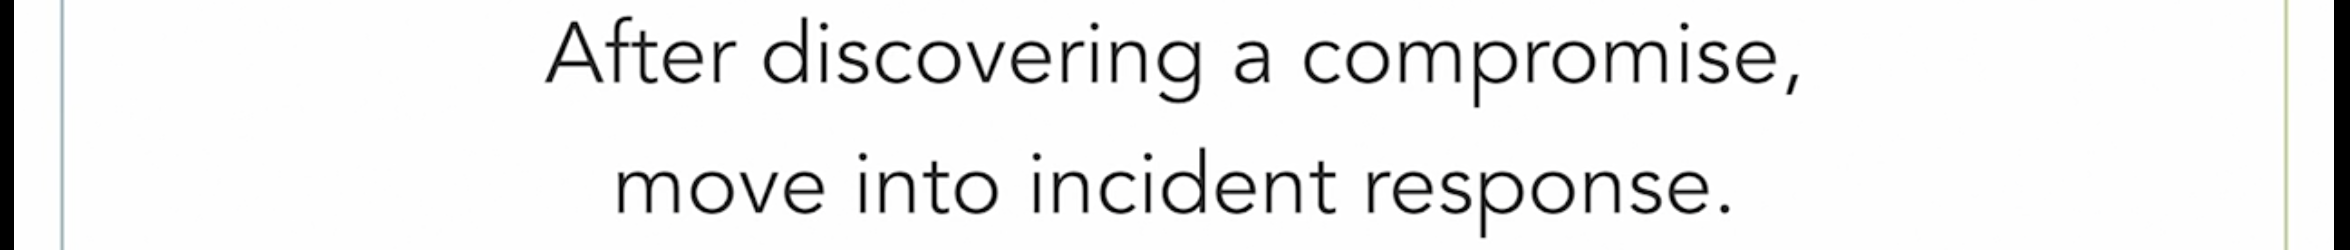 After discovering a compromise,
move into incident response.